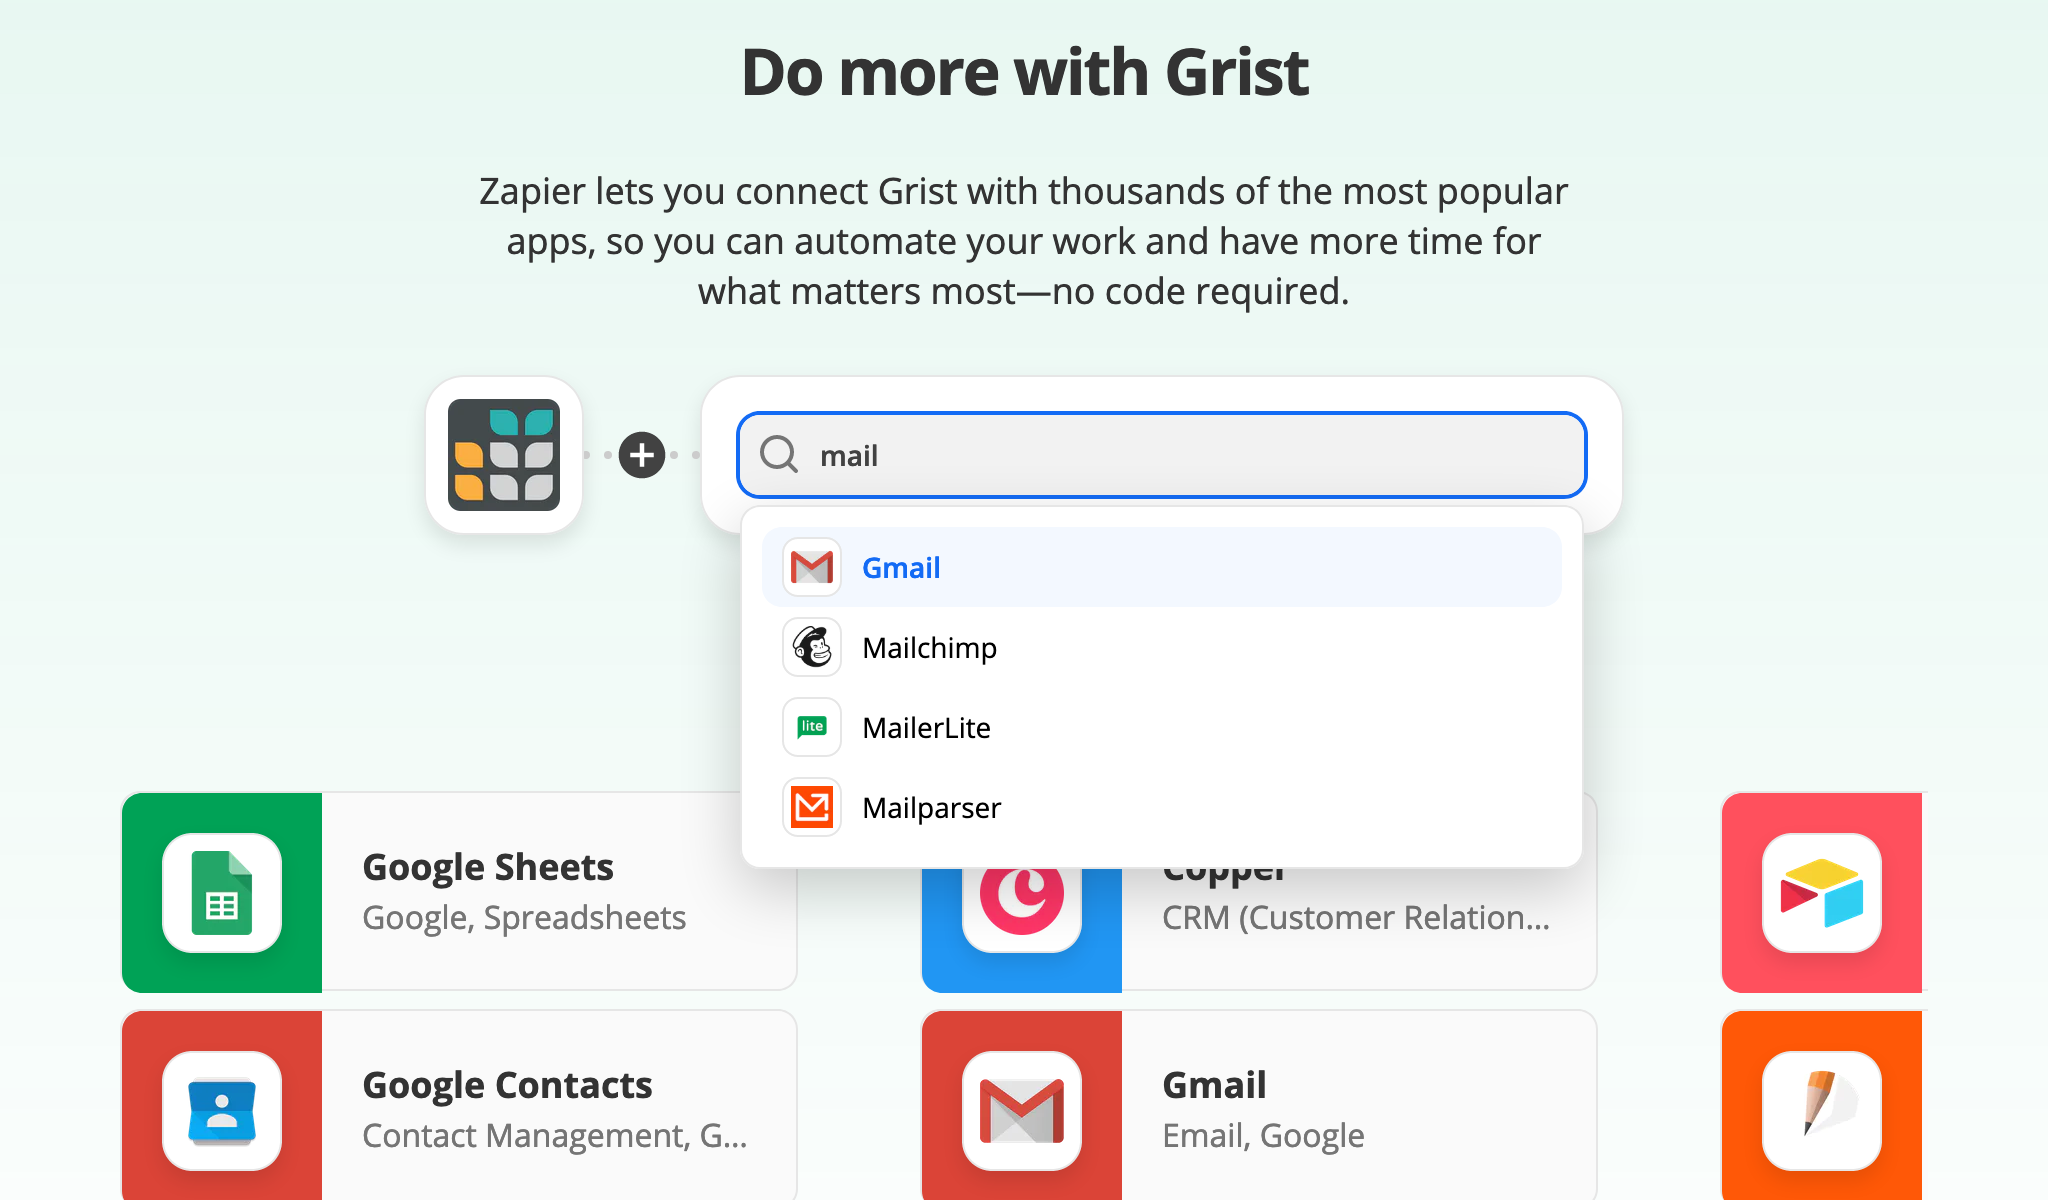 Do more with Grist
Zapier lets you connect Grist with thousands of the most popular
apps, so you can automate your work and have more time for
what matters most—no code required.
mail
Gmail
Mailchimp
lite
MailerLite
Mailparser
Google Sheets
Google, Spreadsheets
Copper
CRM (Customer Relation...
Google Contacts
Contact Management, G...
Gmail
Email, Google